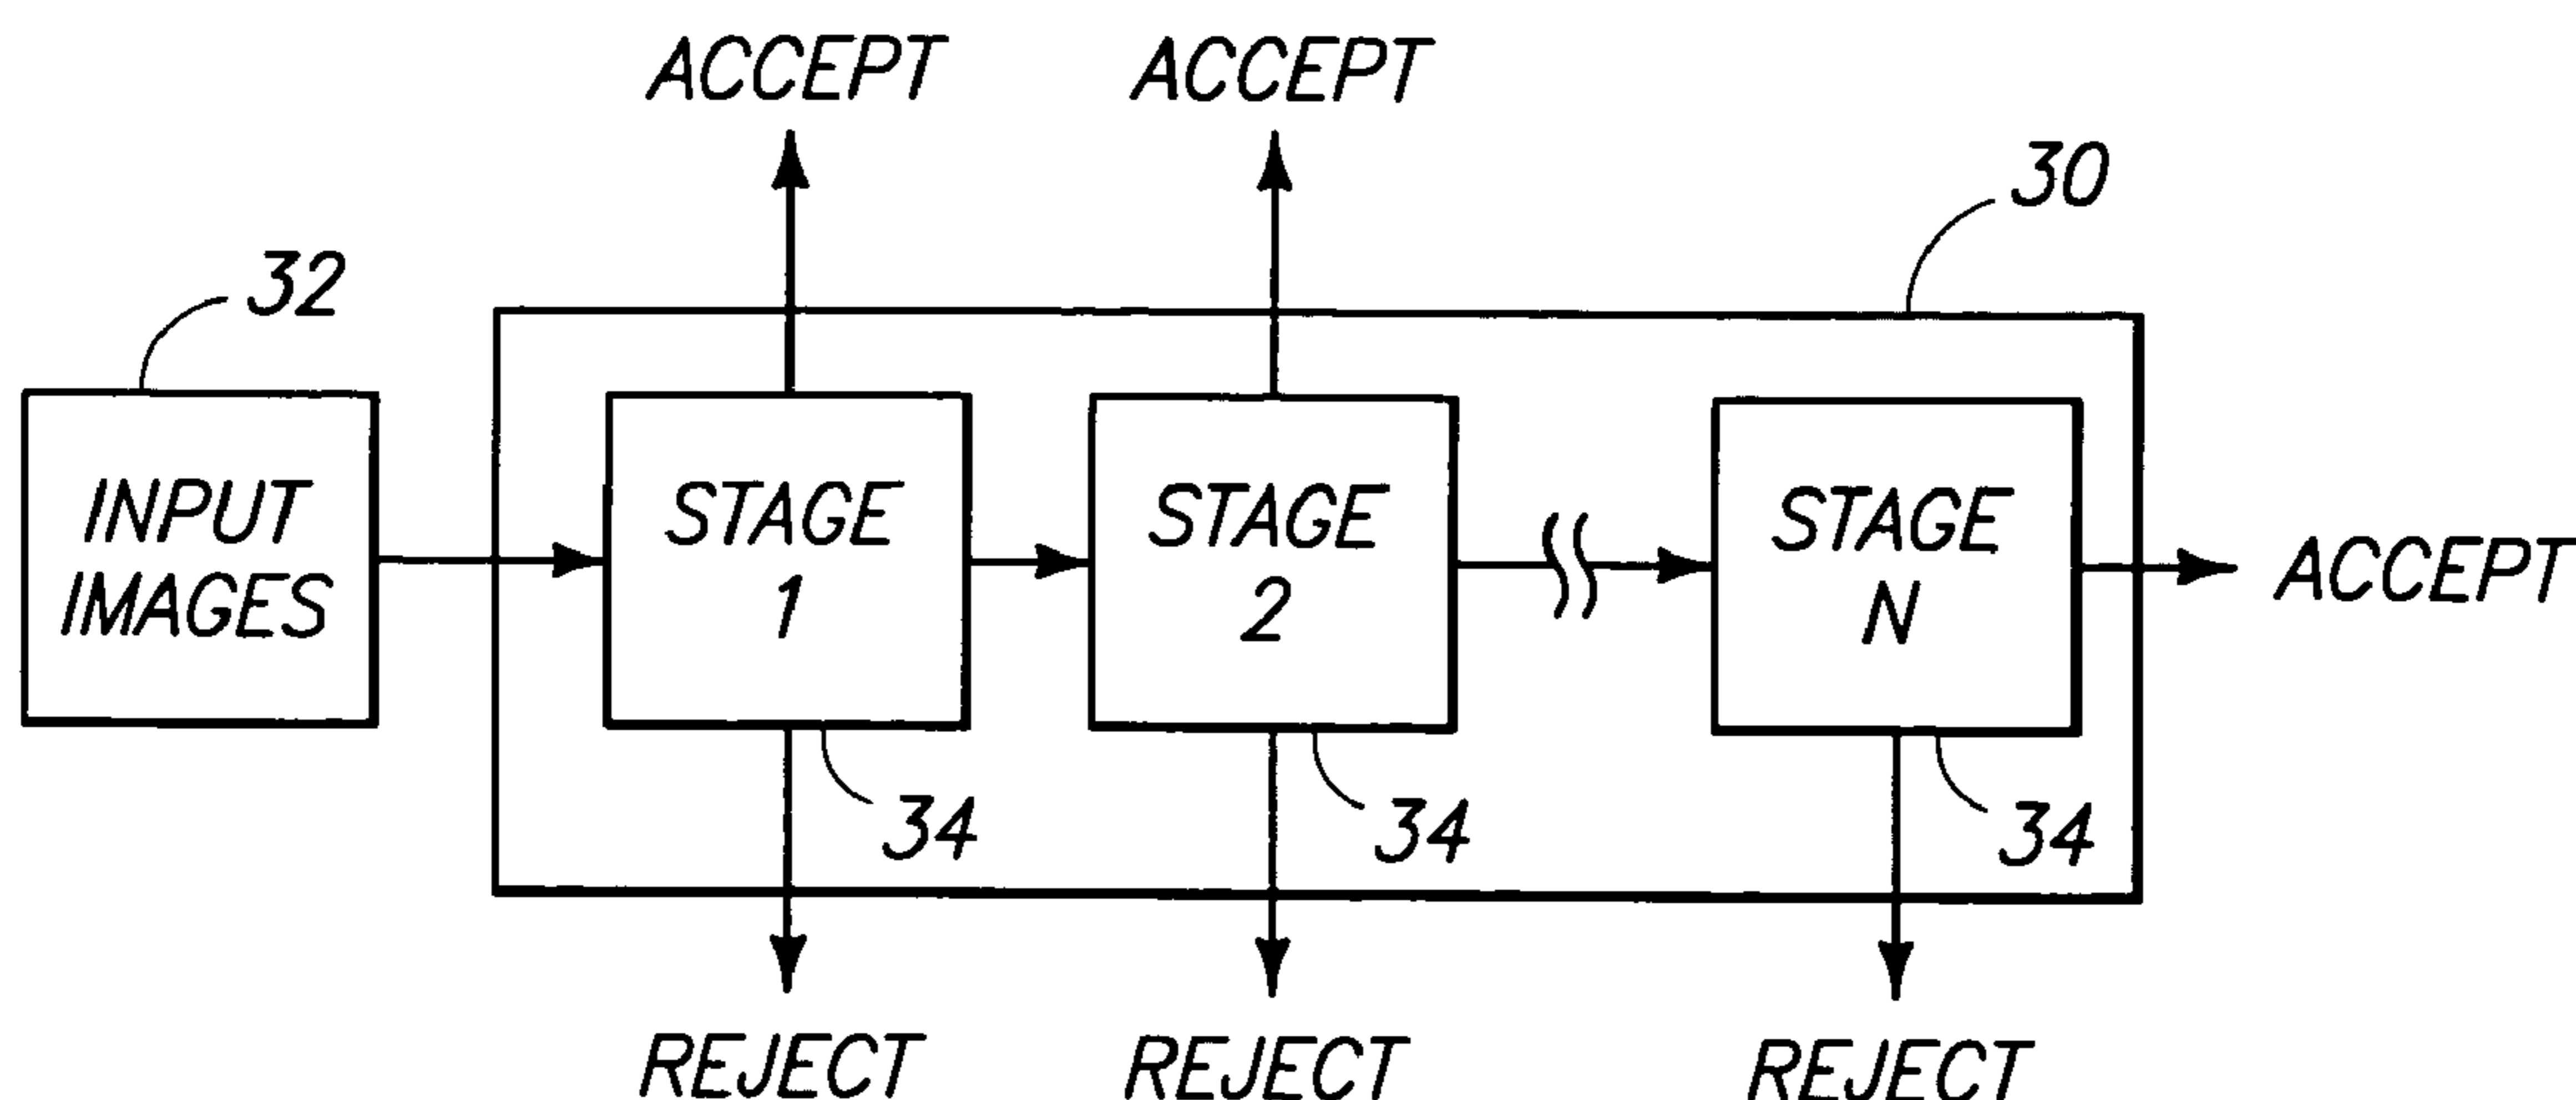 ACCEPT
ACCEPT
30
32
INPUT
IMAGES
STAGE
1
STAGE
2
STAGE
N
ACCEPT
34
34
34
REJECT
REJECT
REJECT